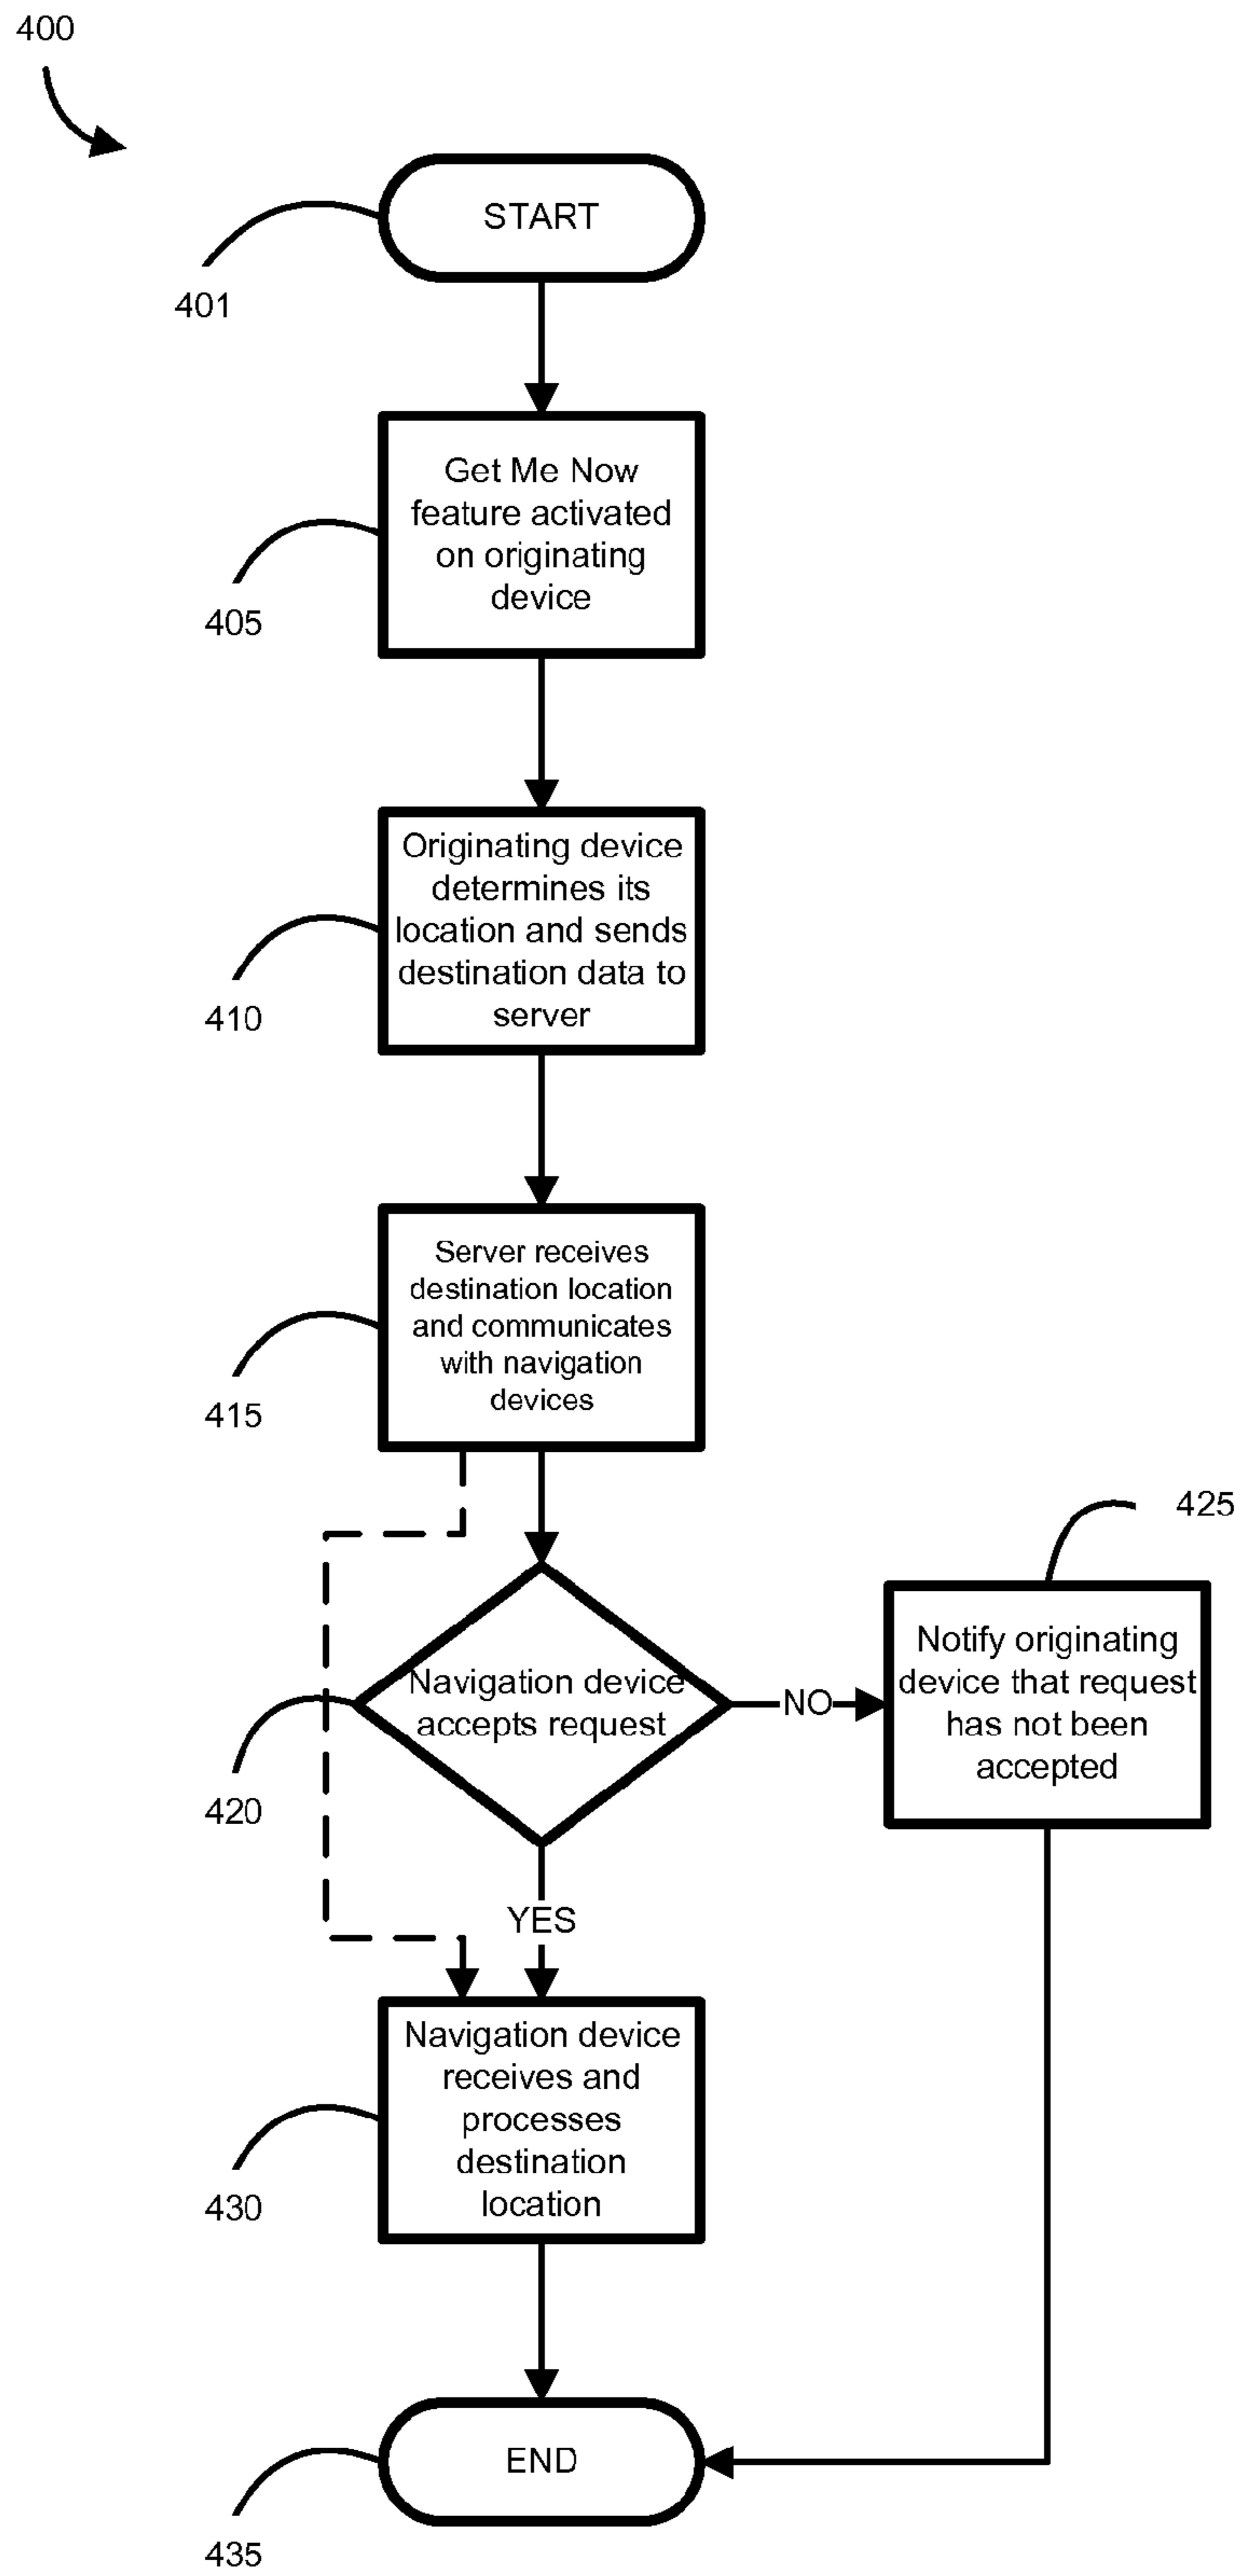 400
START
401
Get Me Now
feature activated
on originating
device
405
Originating device
determines its
location and sends
destination data to
server
410
Server receives
destination location
and communicates
with navigation
devices
415
425
Navigation device
accepts request
NO
Notify originating
device that request
has not been
accepted
420
YES
Navigation device
receives and
processes
destination
location
430
END
435